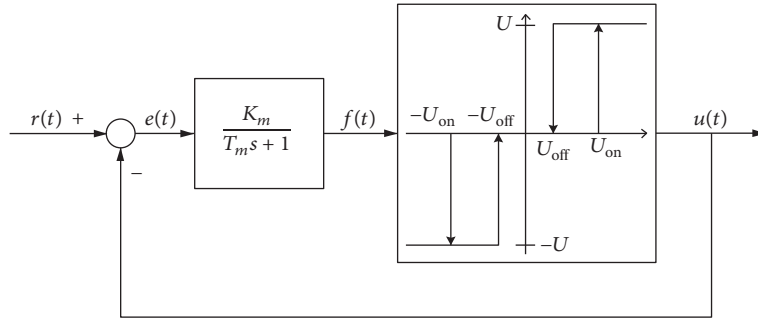 r(t) +
−
e(t)
K_m
T_m s + 1
f(t)
U
−U_on
−U_off
U_off
U_on
−U
u(t)